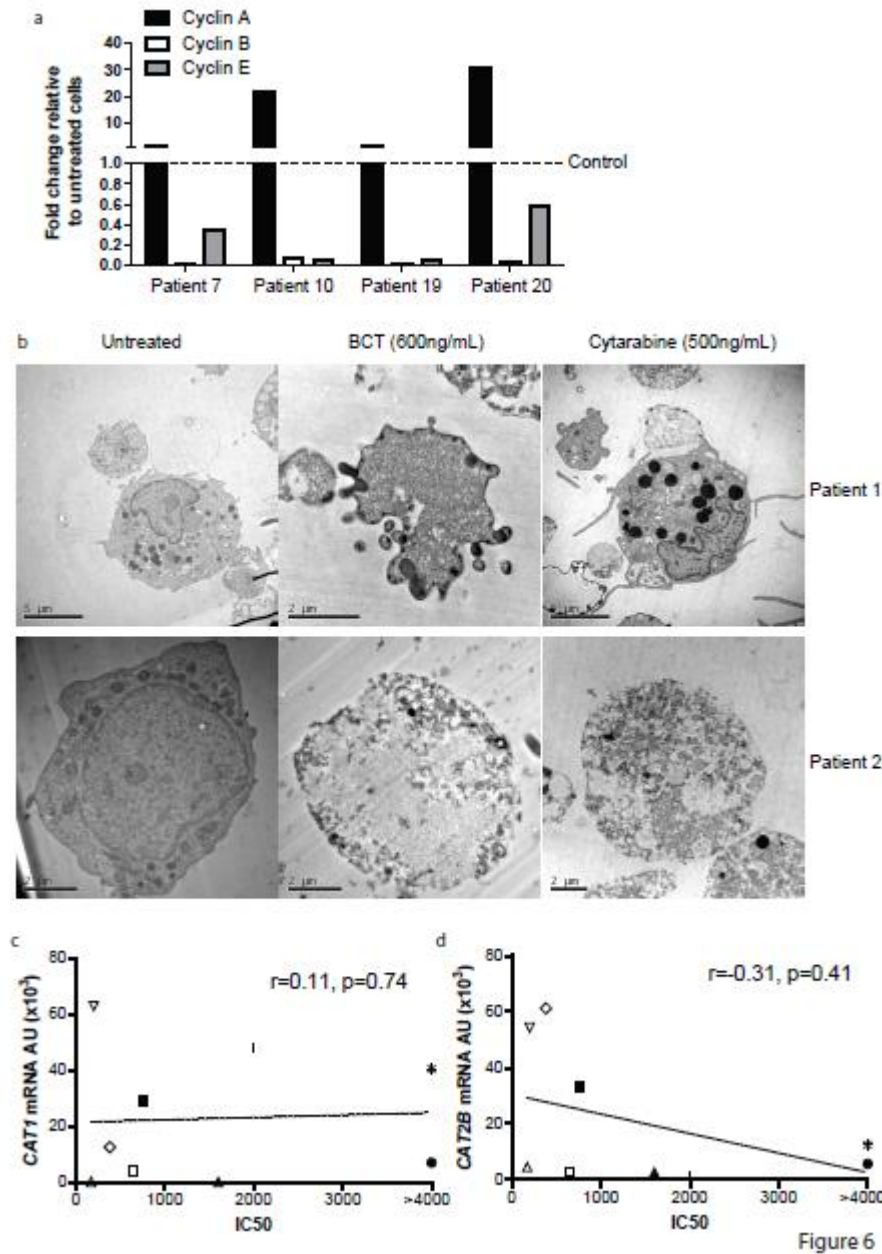 a
Cyclin A
Cyclin B
Cyclin E
Fold change relative
to untreated cells
40
30
20
10
1.0
0.8
0.6
0.4
0.2
0.0
Control
Patient 7 Patient 10 Patient 19 Patient 20
b Untreated BCT (600ng/mL) Cytarabine (500ng/mL)
Patient 1
5 µm 2 µm µm
Patient 2
2 µm 2 µm 2 µm
c
CAT1 mRNA AU (x10³)
80
60
40
20
0
r=0.11, p=0.74
0 1000 2000 3000 >4000
IC50
d
CAT2B mRNA AU (x10³)
80
60
40
20
0
r=-0.31, p=0.41
0 1000 2000 3000 >4000
IC50
Figure 6